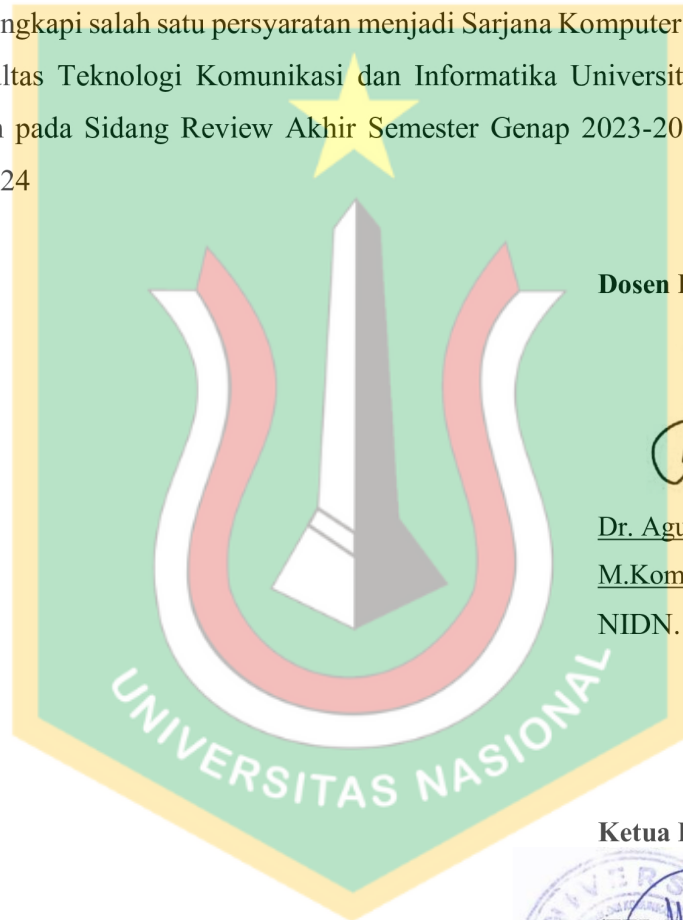 ngkapi salah satu persyaratan menjadi Sarjana Komputer
ltas Teknologi Komunikasi dan Informatika Universit
pada Sidang Review Akhir Semester Genap 2023-20
24
Dosen
Dr. Agu
M.Kom
NIDN.
UNIVERSITAS NASIONAL
Ketua